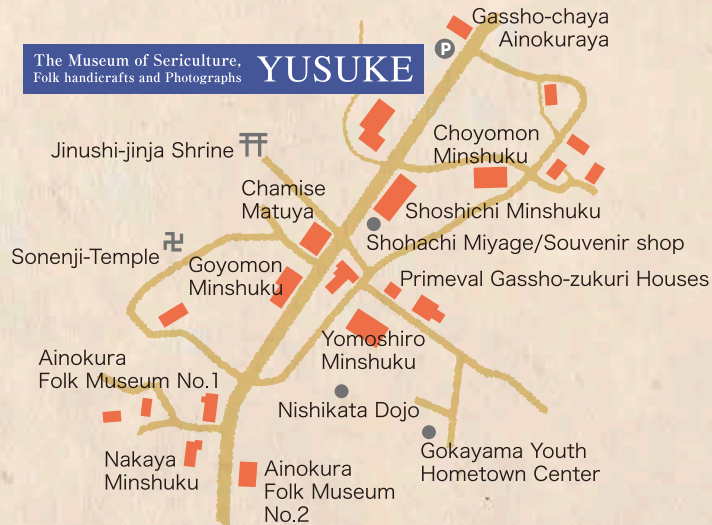 Gassho-chaya
Ainokuraya
P
The Museum of Sericulture,
Folk handicrafts and Photographs
YUSUKE
Choyomon
Minshuku
Jinushi-jinja Shrine
Chamise
Matuya
Shoshichi Minshuku
Shohachi Miyage/Souvenir shop
Sonenji-Temple
卍
Goyomon
Minshuku
Primeval Gassho-zukuri Houses
Yomoshiro
Minshuku
Ainokura
Folk Museum No.1
Nishikata Dojo
Gokayama Youth
Hometown Center
Nakaya
Minshuku
Ainokura
Folk Museum
No.2